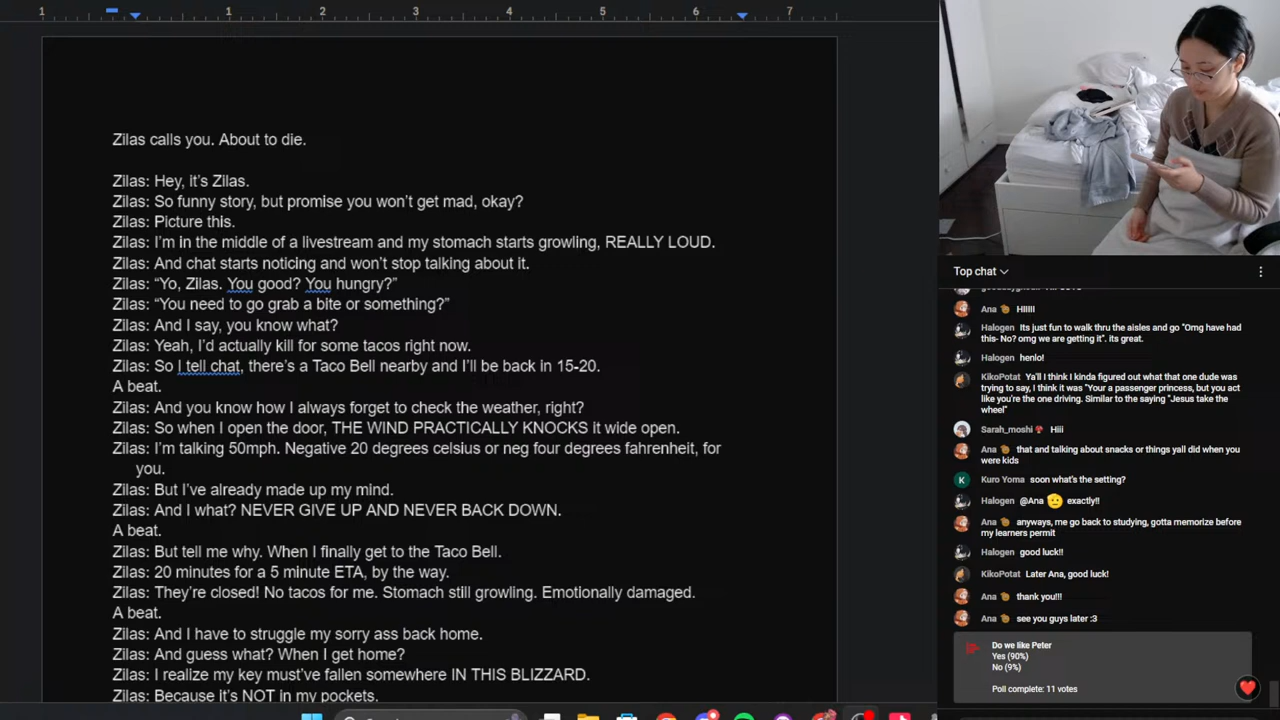 1 1 2 3 4 5 6 7
Zilas calls you. About to die.
Zilas: Hey, it's Zilas.
Zilas: So funny story, but promise you won't get mad, okay?
Zilas: Picture this.
Zilas: I'm in the middle of a livestream and my stomach starts growling, REALLY LOUD.
Zilas: And chat starts noticing and won't stop talking about it.
Zilas: “Yo, Zilas. You good? You hungry?”
Zilas: “You need to go grab a bite or something?”
Zilas: And I say, you know what?
Zilas: Yeah, I'd actually kill for some tacos right now.
Zilas: So I tell chat, there's a Taco Bell nearby and I'll be back in 15-20.
A beat.
Zilas: And you know how I always forget to check the weather, right?
Zilas: So when I open the door, THE WIND PRACTICALLY KNOCKS it wide open.
Zilas: I'm talking 50mph. Negative 20 degrees celsius or neg four degrees fahrenheit, for
you.
Zilas: But I've already made up my mind.
Zilas: And I what? NEVER GIVE UP AND NEVER BACK DOWN.
A beat.
Zilas: But tell me why. When I finally get to the Taco Bell.
Zilas: 20 minutes for a 5 minute ETA, by the way.
Zilas: They're closed! No tacos for me. Stomach still growling. Emotionally damaged.
A beat.
Zilas: And I have to struggle my sorry ass back home.
Zilas: And guess what? When I get home?
Zilas: I realize my key must've fallen somewhere IN THIS BLIZZARD.
Zilas: Because it's NOT in my pockets.
Top chat
Ana HIIIII
Halogen Its just fun to walk thru the aisles and go "Omg have had
this- No? omg we are getting it". its great.
Halogen henlo!
KikoPotat Ya'll I think I kinda figured out what that one dude was
trying to say, I think it was "Your a passenger princess, but you act
like you're the one driving. Similar to the saying "Jesus take the
wheel"
Sarah_moshi Hiii
Ana that and talking about snacks or things yall did when you
were kids
Kuro Yoma soon what's the setting?
Halogen @Ana exactly!!
Ana anyways, me go back to studying, gotta memorize before
my learners permit
Halogen good luck!!
KikoPotat Later Ana, good luck!
Ana thank you!!!
Ana see you guys later :3
Do we like Peter
Yes (90%)
No (9%)
Poll complete: 11 votes